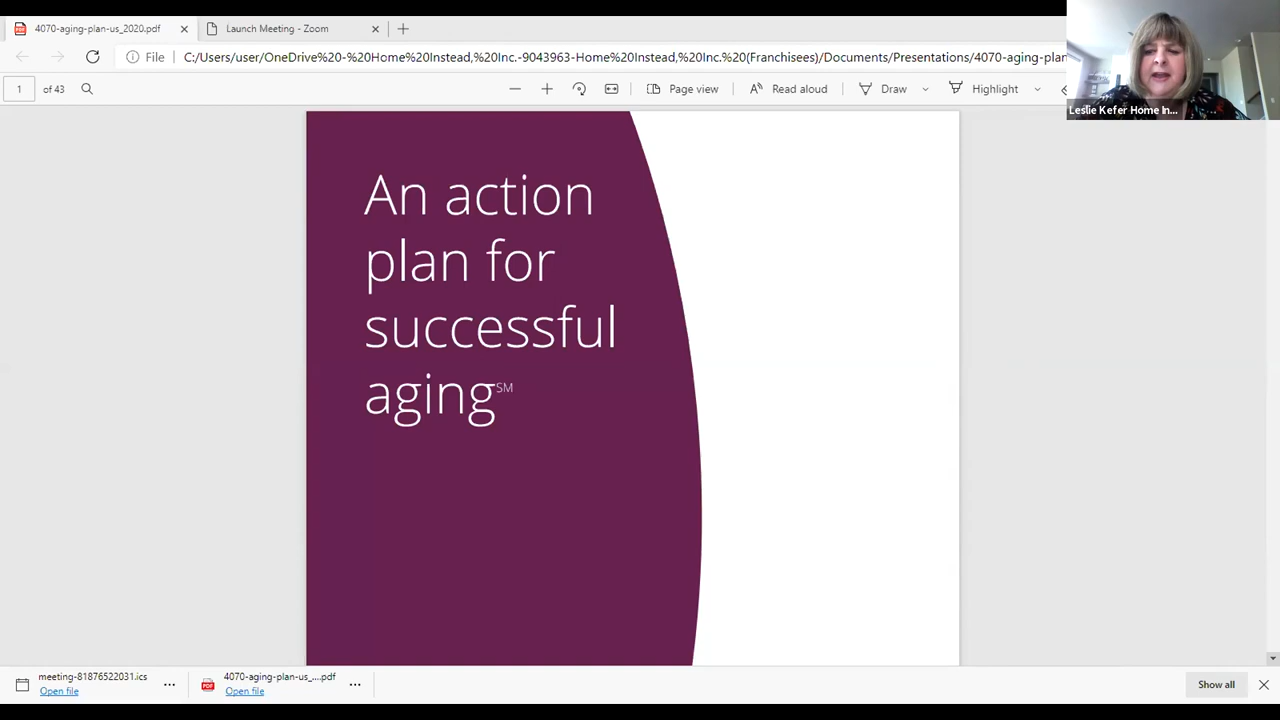 4070-aging-plan-us_2020.pdf
Launch Meeting - Zoom
File
C:/Users/user/OneDrive%20-%20Home%20Instead,%20Inc.-9043963-Home%20Instead,%20Inc.%20(Franchisees)/Documents/Presentations/4070-aging-plan
1
of 43
Page view
Read aloud
Draw
Highlight
Leslie Kefer Home In...
An action
plan for
successful
aging℠
meeting-81876522031.ics
Open file
4070-aging-plan-us_....pdf
Open file
Show all